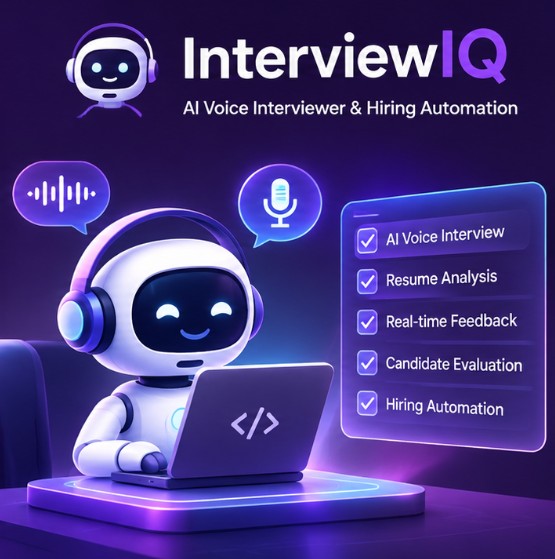 InterviewIQ
AI Voice Interviewer & Hiring Automation
AI Voice Interview
Resume Analysis
Real-time Feedback
Candidate Evaluation
Hiring Automation
</>